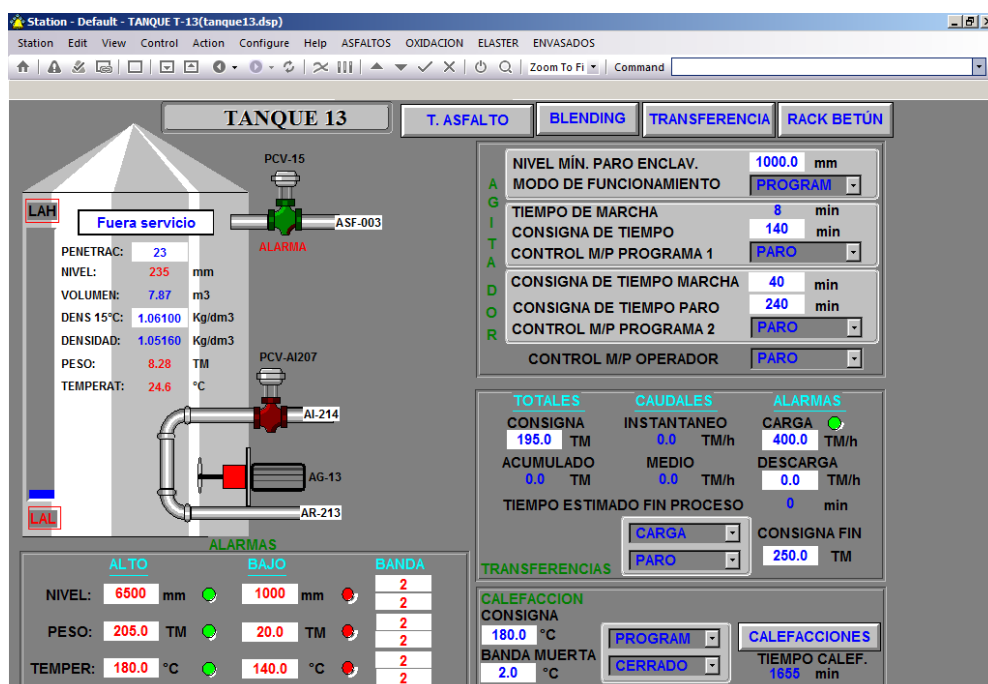 Station - Default - TANQUE T-13(tanque13.dsp)
Station Edit View Control Action Configure Help ASFALTOS OXIDACION ELASTER ENVASADOS
Zoom To Fi Command
TANQUE 13
T. ASFALTO BLENDING TRANSFERENCIA RACK BETÚN
PCV-15
LAH
Fuera servicio
ASF-003
ALARMA
PENETRAC: 23
NIVEL: 235 mm
VOLUMEN: 7.87 m3
DENS 15°C: 1.06100 Kg/dm3
DENSIDAD: 1.05160 Kg/dm3
PESO: 8.28 TM
TEMPERAT: 24.6 °C
PCV-AI207
AI-214
AG-13
AR-213
LAL
AGITADOR
NIVEL MÍN. PARO ENCLAV. 1000.0 mm
MODO DE FUNCIONAMIENTO PROGRAM
TIEMPO DE MARCHA 8 min
CONSIGNA DE TIEMPO 140 min
CONTROL M/P PROGRAMA 1 PARO
CONSIGNA DE TIEMPO MARCHA 40 min
CONSIGNA DE TIEMPO PARO 240 min
CONTROL M/P PROGRAMA 2 PARO
CONTROL M/P OPERADOR PARO
TOTALES CAUDALES ALARMAS
CONSIGNA INSTANTANEO CARGA
195.0 TM 0.0 TM/h 400.0 TM/h
ACUMULADO MEDIO DESCARGA
0.0 TM 0.0 TM/h 0.0 TM/h
TIEMPO ESTIMADO FIN PROCESO 0 min
CARGA CONSIGNA FIN
TRANSFERENCIAS PARO 250.0 TM
ALARMAS
ALTO BAJO BANDA
NIVEL: 6500 mm 1000 mm 2
2
PESO: 205.0 TM 20.0 TM 2
2
TEMPER: 180.0 °C 140.0 °C 2
2
CALEFACCION
CONSIGNA
180.0 °C PROGRAM CALEFACCIONES
BANDA MUERTA CERRADO TIEMPO CALEF.
2.0 °C 1655 min